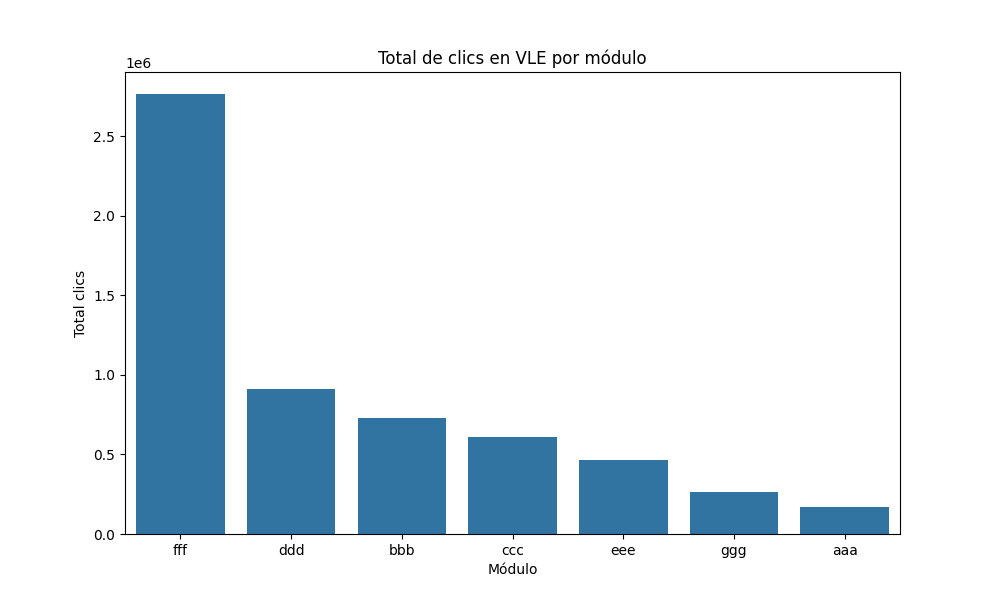 Total de clics en VLE por módulo
1e6
2.5
2.0
1.5
1.0
0.5
0.0
Total clics
fff ddd bbb ccc eee ggg aaa
Módulo